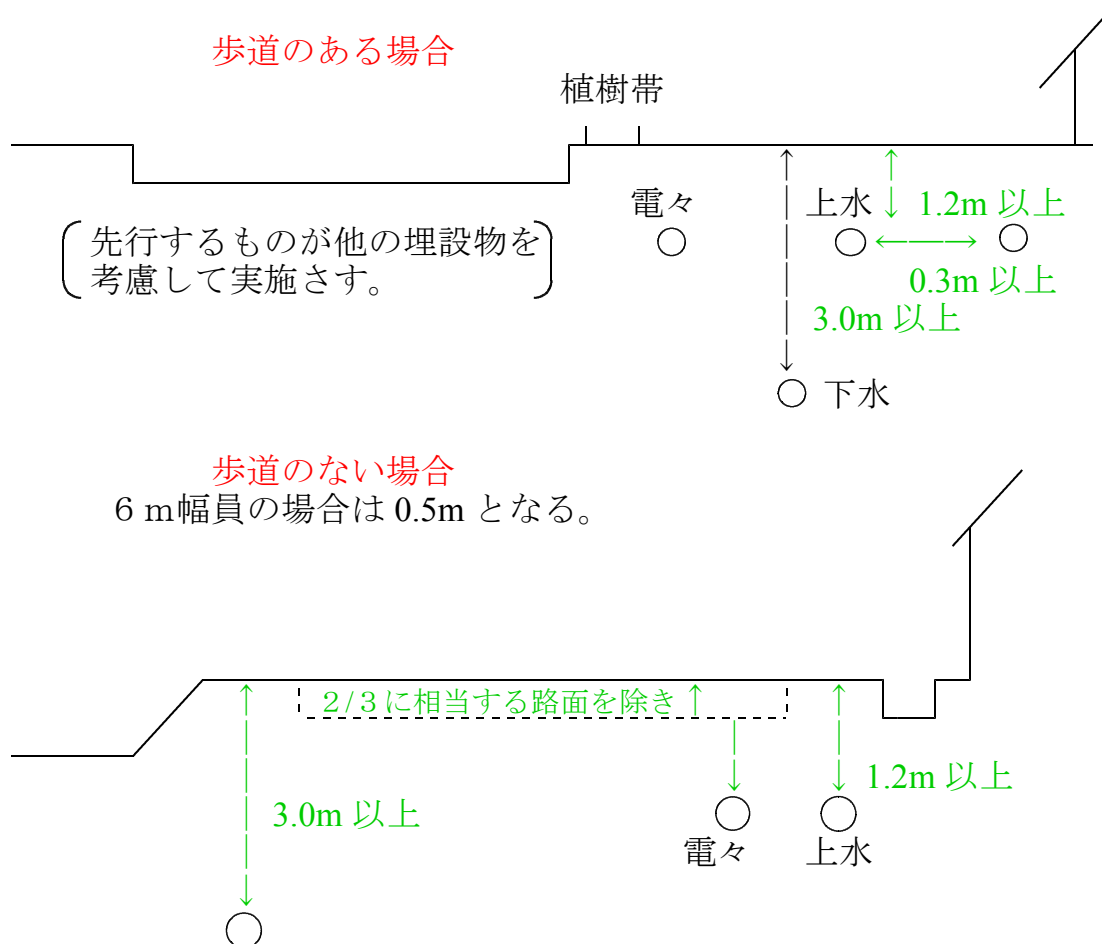 歩道のある場合
植樹帯
電々
上水
1.2m 以上
先行するものが他の埋設物を
考慮して実施さす。
0.3m 以上
3.0m 以上
下水
歩道のない場合
6 m幅員の場合は 0.5m となる。
2/3に相当する路面を除き
1.2m 以上
3.0m 以上
電々
上水